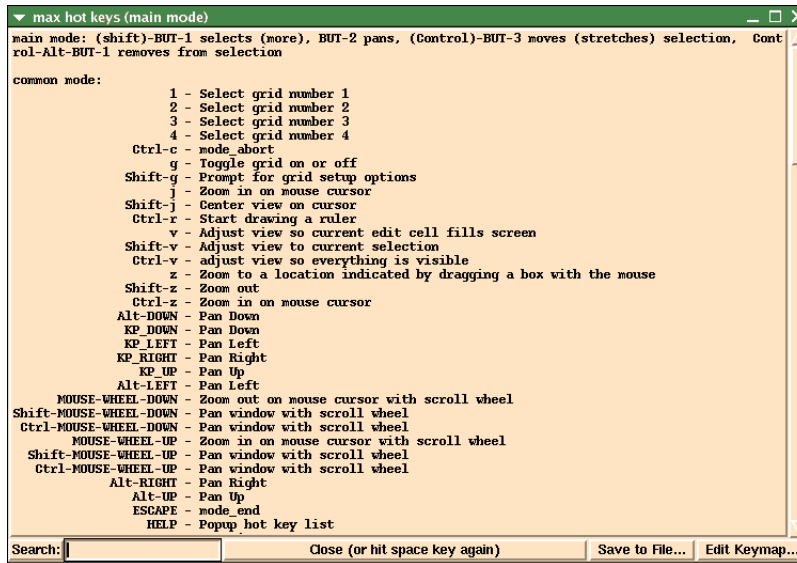 max hot keys (main mode)
main mode: (shift)-BUT-1 selects (more), BUT-2 pans, (Control)-BUT-3 moves (stretches) selection,  Cont
rol-Alt-BUT-1 removes from selection
common mode:
1 - Select grid number 1
2 - Select grid number 2
3 - Select grid number 3
4 - Select grid number 4
Ctrl-c - mode_abort
g - Toggle grid on or off
Shift-g - Prompt for grid setup options
j - Zoom in on mouse cursor
Shift-j - Center view on cursor
Ctrl-r - Start drawing a ruler
v - Adjust view so current edit cell fills screen
Shift-v - Adjust view to current selection
Ctrl-v - adjust view so everything is visible
z - Zoom to a location indicated by dragging a box with the mouse
Shift-z - Zoom out
Ctrl-z - Zoom in on mouse cursor
Alt-DOWN - Pan Down
KP_DOWN - Pan Down
KP_LEFT - Pan Left
KP_RIGHT - Pan Right
KP_UP - Pan Up
Alt-LEFT - Pan Left
MOUSE-WHEEL-DOWN - Zoom out on mouse cursor with scroll wheel
Shift-MOUSE-WHEEL-DOWN - Pan window with scroll wheel
Ctrl-MOUSE-WHEEL-DOWN - Pan window with scroll wheel
MOUSE-WHEEL-UP - Zoom in on mouse cursor with scroll wheel
Shift-MOUSE-WHEEL-UP - Pan window with scroll wheel
Ctrl-MOUSE-WHEEL-UP - Pan window with scroll wheel
Alt-RIGHT - Pan Right
Alt-UP - Pan Up
ESCAPE - mode_end
HELP - Popup hot key list
Search: Close (or hit space key again) Save to File... Edit Keymap...